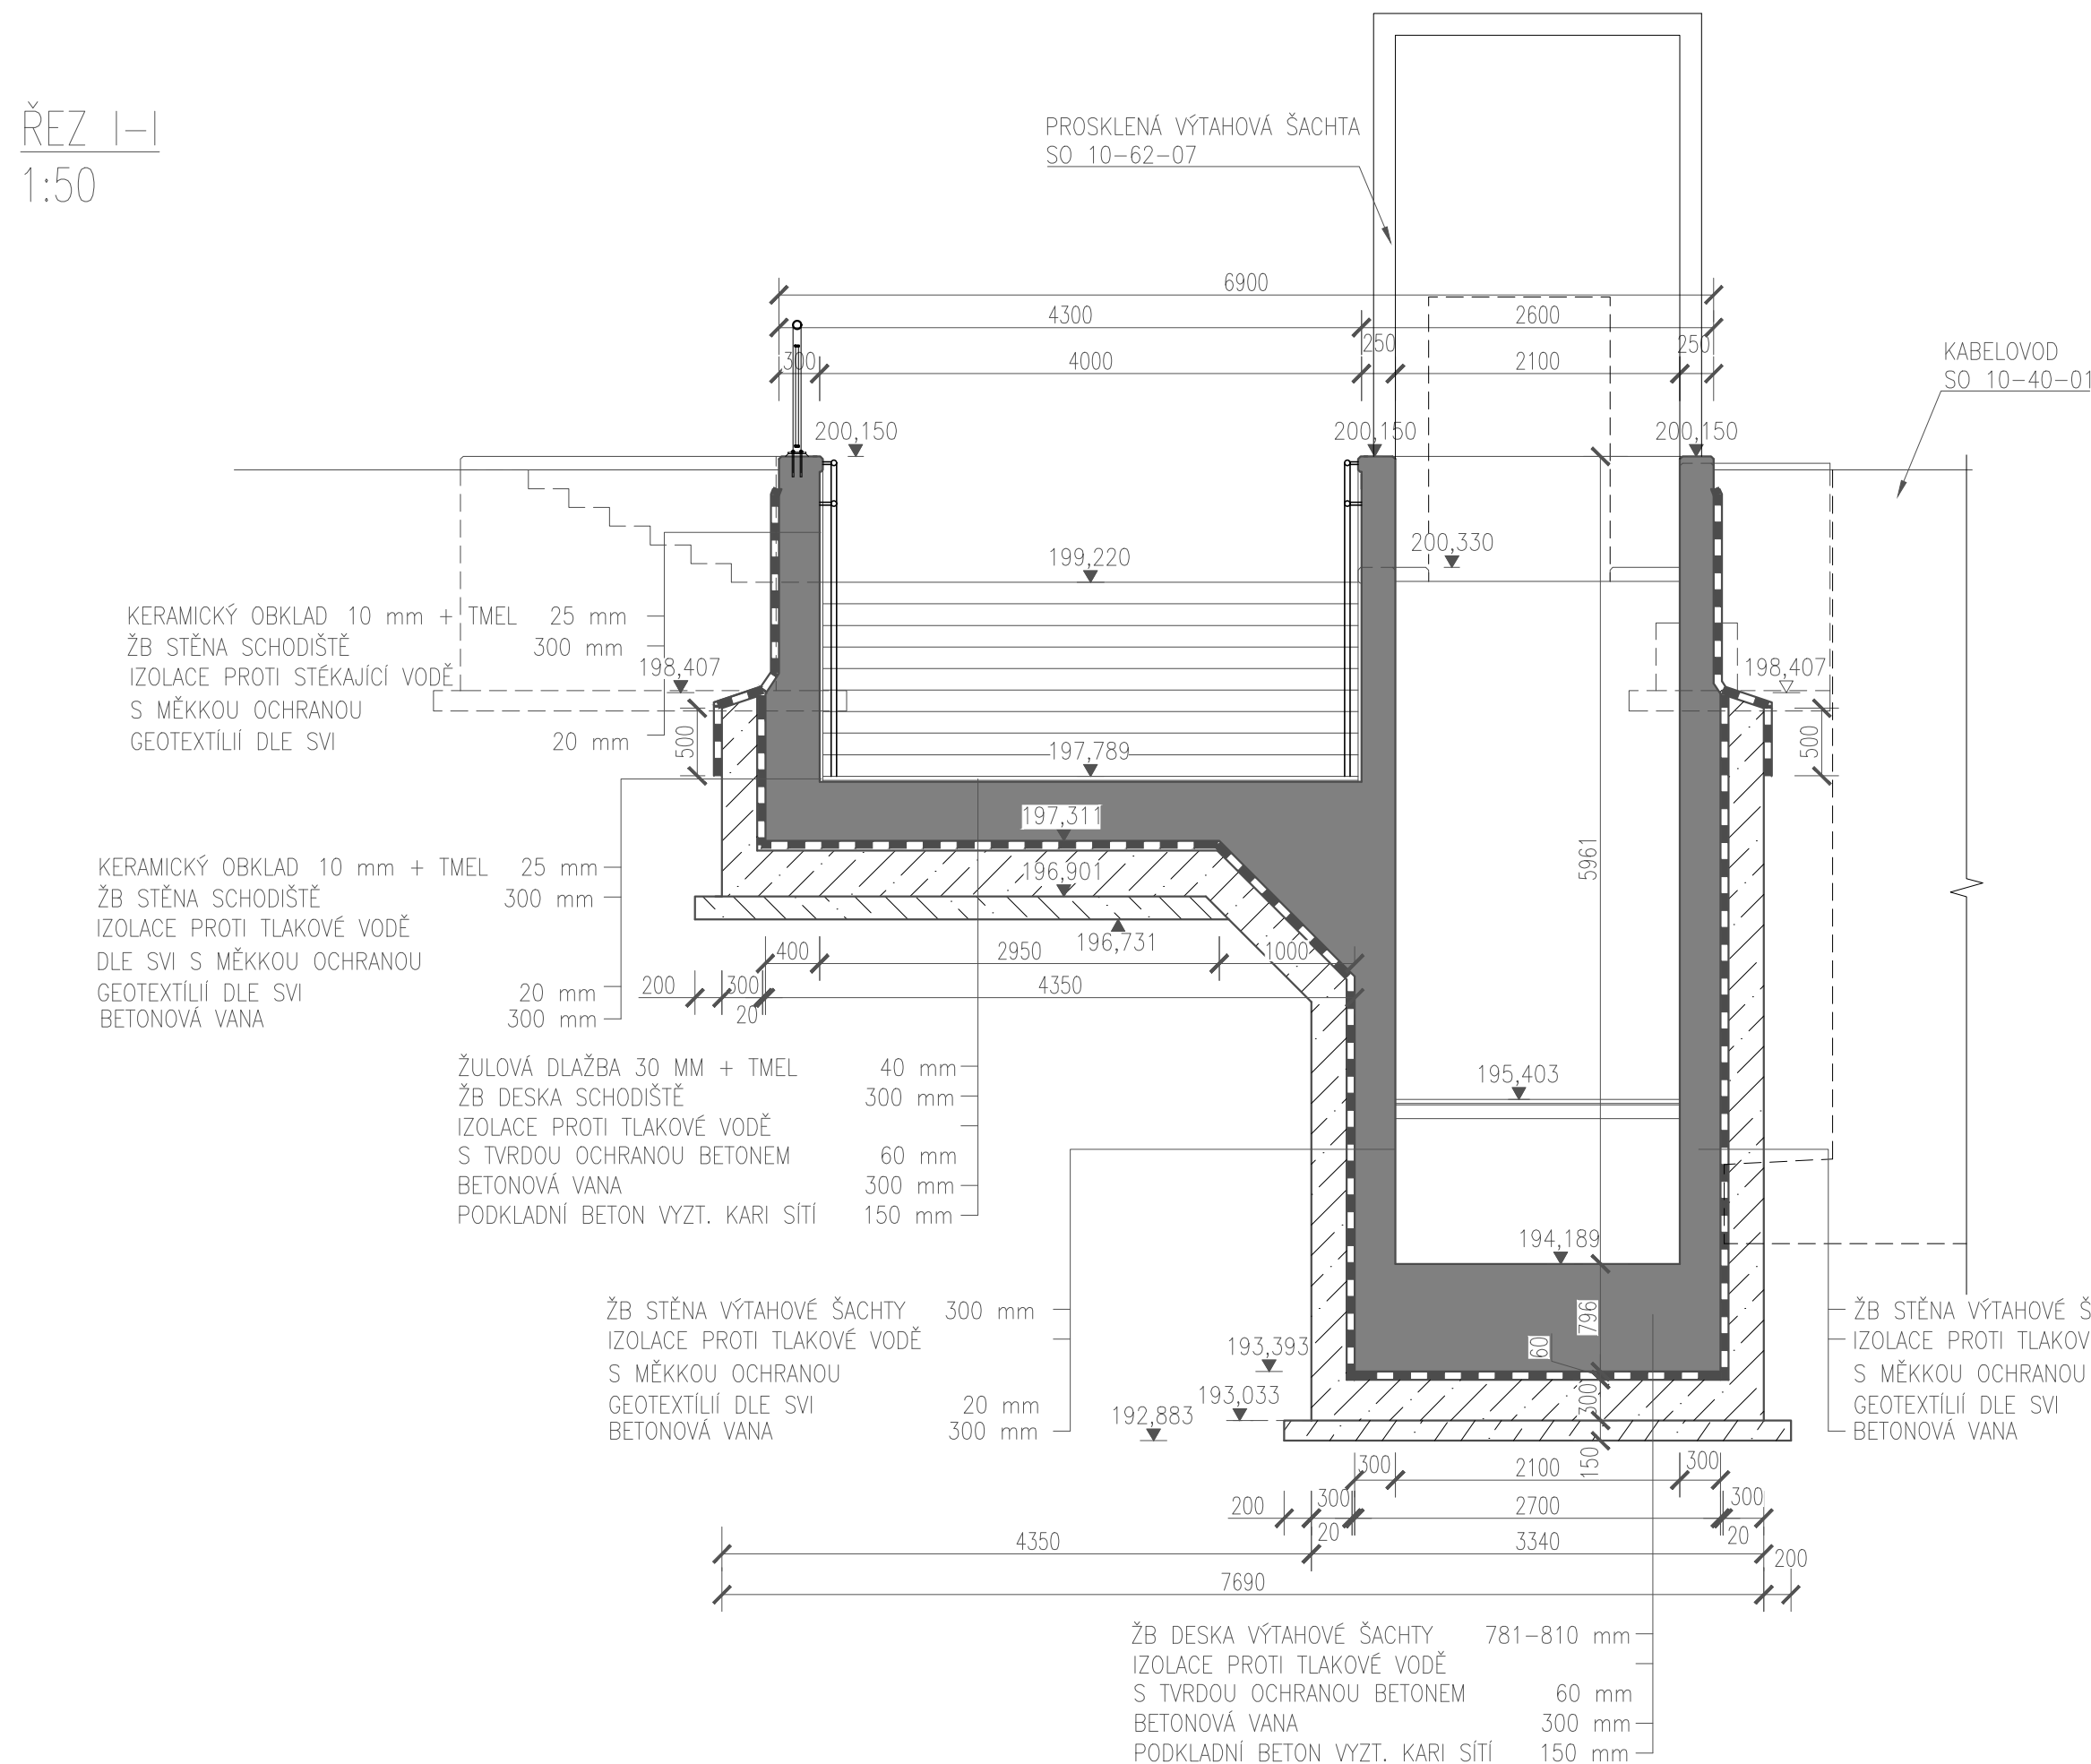 ŘEZ I-I
1:50
PROSKLENÁ VÝTAHOVÁ ŠACHTA
SO 10-62-07
KABELOVOD
SO 10-40-01
6900
4300 2600
300 4000 250 2100 250
200,150 200,150 200,150
199,220 200,330
KERAMICKÝ OBKLAD 10 mm + TMEL 25 mm
ŽB STĚNA SCHODIŠTĚ 300 mm
IZOLACE PROTI STÉKAJÍCÍ VODĚ
S MĚKKOU OCHRANOU
GEOTEXTÍLIÍ DLE SVI 20 mm
198,407 198,407
500 197,789 500
197,311
196,901
196,731
5961
KERAMICKÝ OBKLAD 10 mm + TMEL 25 mm
ŽB STĚNA SCHODIŠTĚ 300 mm
IZOLACE PROTI TLAKOVÉ VODĚ
DLE SVI S MĚKKOU OCHRANOU
GEOTEXTÍLIÍ DLE SVI 20 mm
BETONOVÁ VANA 300 mm
400 2950 1000
200 300 20 4350
ŽULOVÁ DLAŽBA 30 MM + TMEL 40 mm
ŽB DESKA SCHODIŠTĚ 300 mm
IZOLACE PROTI TLAKOVÉ VODĚ
S TVRDOU OCHRANOU BETONEM 60 mm
BETONOVÁ VANA 300 mm
PODKLADNÍ BETON VYZT. KARI SÍTÍ 150 mm
195,403
194,189
796
60
300
150
193,393
193,033
192,883
ŽB STĚNA VÝTAHOVÉ ŠACHTY 300 mm
IZOLACE PROTI TLAKOVÉ VODĚ
S MĚKKOU OCHRANOU
GEOTEXTÍLIÍ DLE SVI 20 mm
BETONOVÁ VANA 300 mm
ŽB STĚNA VÝTAHOVÉ Š
IZOLACE PROTI TLAKOV
S MĚKKOU OCHRANOU
GEOTEXTÍLIÍ DLE SVI
BETONOVÁ VANA
300 2100 300
200 300 20 2700 20 300
4350 3340
7690 200
ŽB DESKA VÝTAHOVÉ ŠACHTY 781-810 mm
IZOLACE PROTI TLAKOVÉ VODĚ
S TVRDOU OCHRANOU BETONEM 60 mm
BETONOVÁ VANA 300 mm
PODKLADNÍ BETON VYZT. KARI SÍTÍ 150 mm